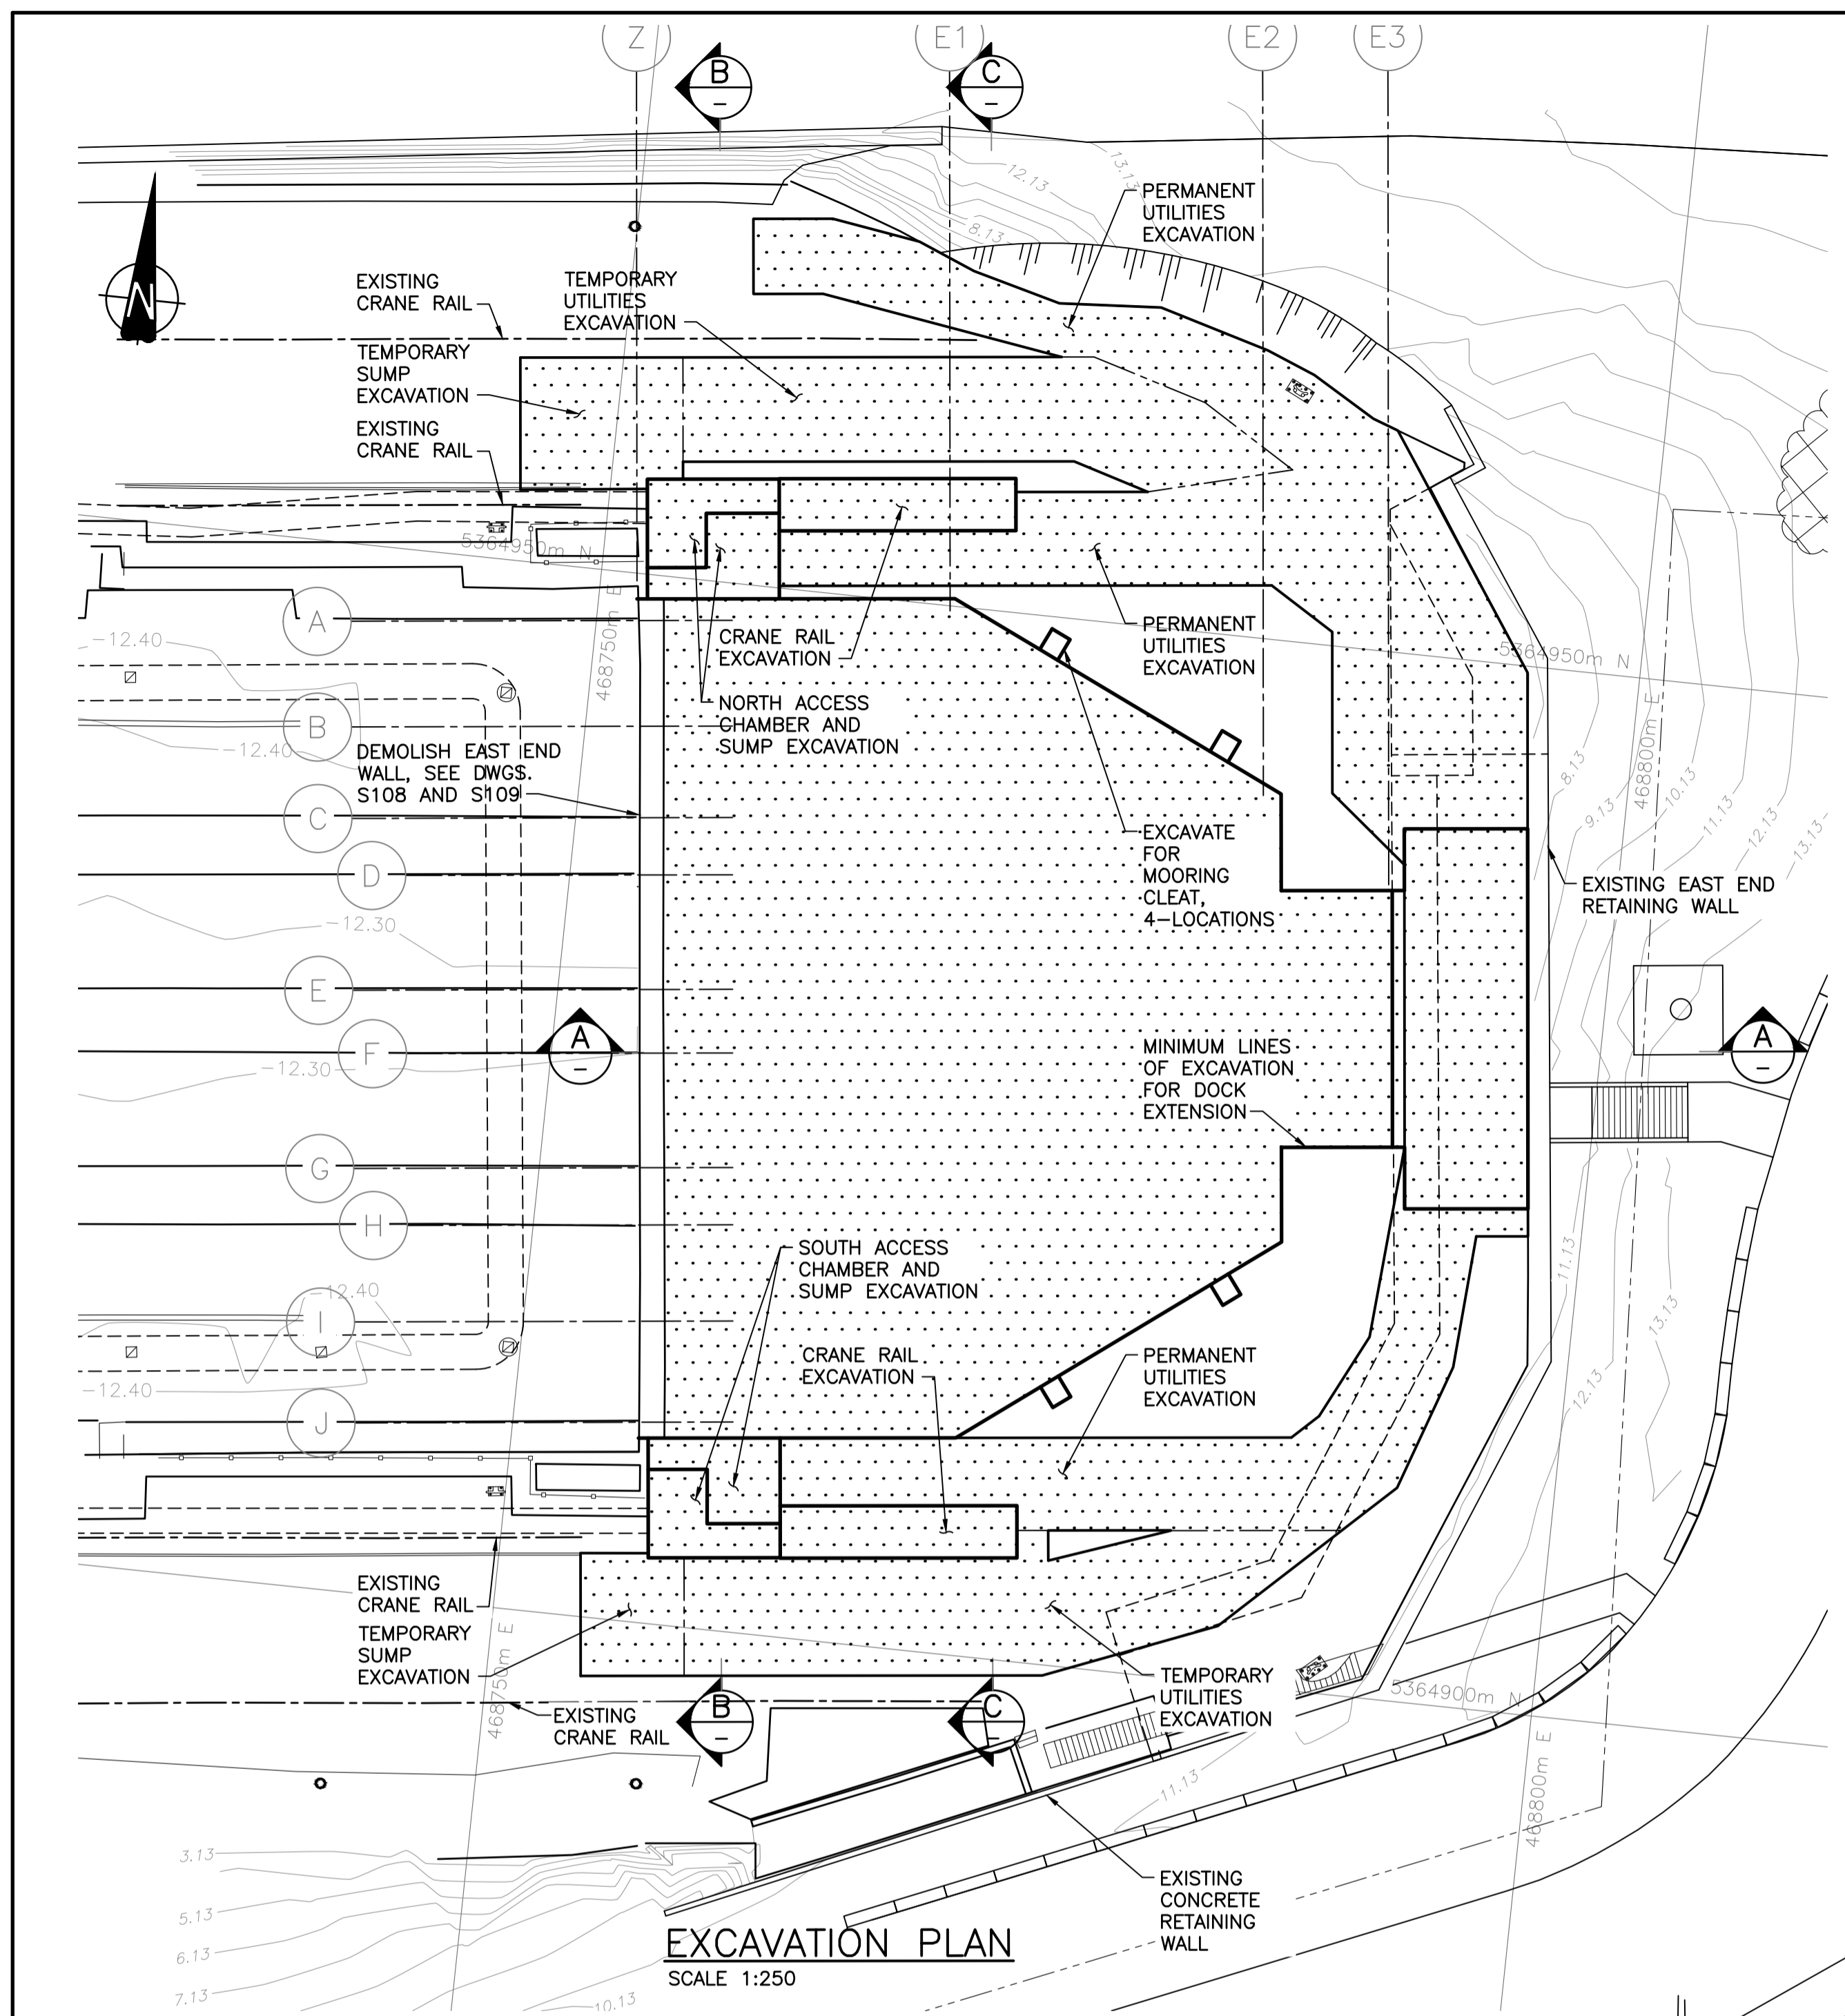 Z
E1
E2
E3
B
–
C
–
13.13
12.13
8.13
PERMANENT
UTILITIES
EXCAVATION
N
EXISTING
CRANE RAIL
TEMPORARY
UTILITIES
EXCAVATION
TEMPORARY
SUMP
EXCAVATION
EXISTING
CRANE RAIL
5364950m N
468750m E
A
-12.40
CRANE RAIL
EXCAVATION
PERMANENT
UTILITIES
EXCAVATION
5364950m N
468800m E
B
-12.40
NORTH ACCESS
CHAMBER AND
SUMP EXCAVATION
DEMOLISH EAST END
WALL, SEE DWGS.
S108 AND S109
C
8.13
9.13
10.13
11.13
12.13
13.13
EXCAVATE
FOR
MOORING
CLEAT,
4-LOCATIONS
D
EXISTING EAST END
RETAINING WALL
-12.30
E
A
–
F
-12.30
MINIMUM LINES
OF EXCAVATION
FOR DOCK
EXTENSION
A
–
G
H
SOUTH ACCESS
CHAMBER AND
SUMP EXCAVATION
11.13
13.13
12.13
-12.40
I
-12.40
CRANE RAIL
EXCAVATION
PERMANENT
UTILITIES
EXCAVATION
J
EXISTING
CRANE RAIL
TEMPORARY
SUMP
EXCAVATION
468750m E
TEMPORARY
UTILITIES
EXCAVATION
5364900m N
B
–
C
–
EXISTING
CRANE RAIL
11.13
468800m E
3.13
5.13
6.13
7.13
10.13
EXISTING
CONCRETE
RETAINING
WALL
EXCAVATION PLAN
SCALE 1:250